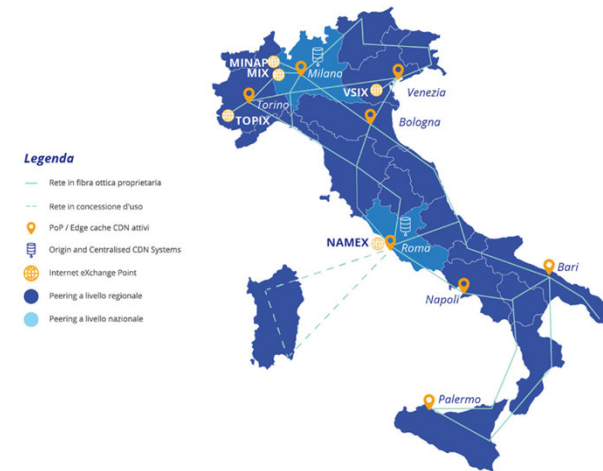 MINAP
MIX
Milano
Torino
TOPIX
VSIX
Venezia
Bologna
Legenda
Rete in fibra ottica proprietaria
Rete in concessione d'uso
PoP / Edge cache CDN attivi
Origin and Centralised CDN Systems
Internet eXchange Point
Peering a livello regionale
Peering a livello nazionale
NAMEX
Roma
Napoli
Bari
Palermo